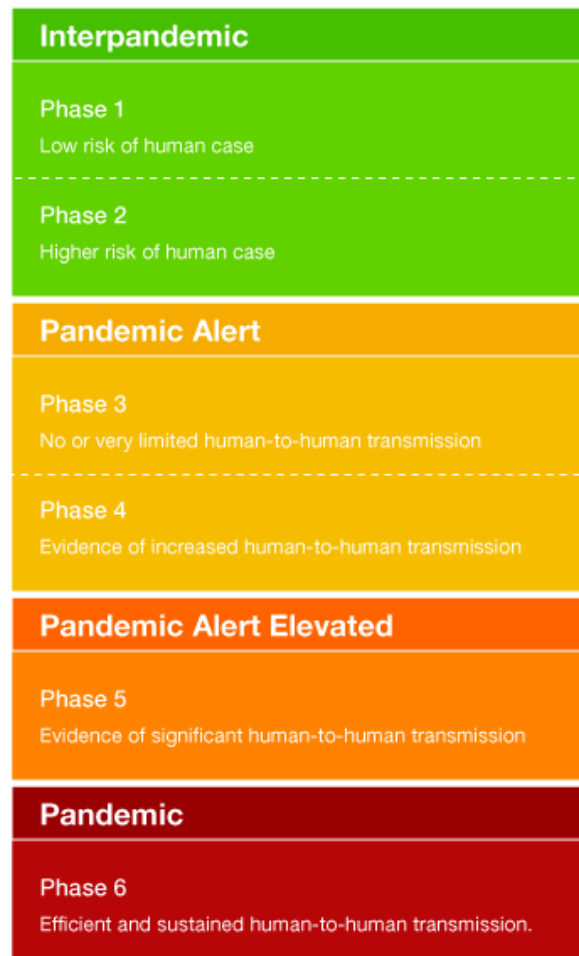 Interpandemic
Phase 1
Low risk of human case
Phase 2
Higher risk of human case
Pandemic Alert
Phase 3
No or very limited human-to-human transmission
Phase 4
Evidence of increased human-to-human transmission
Pandemic Alert Elevated
Phase 5
Evidence of significant human-to-human transmission
Pandemic
Phase 6
Efficient and sustained human-to-human transmission.